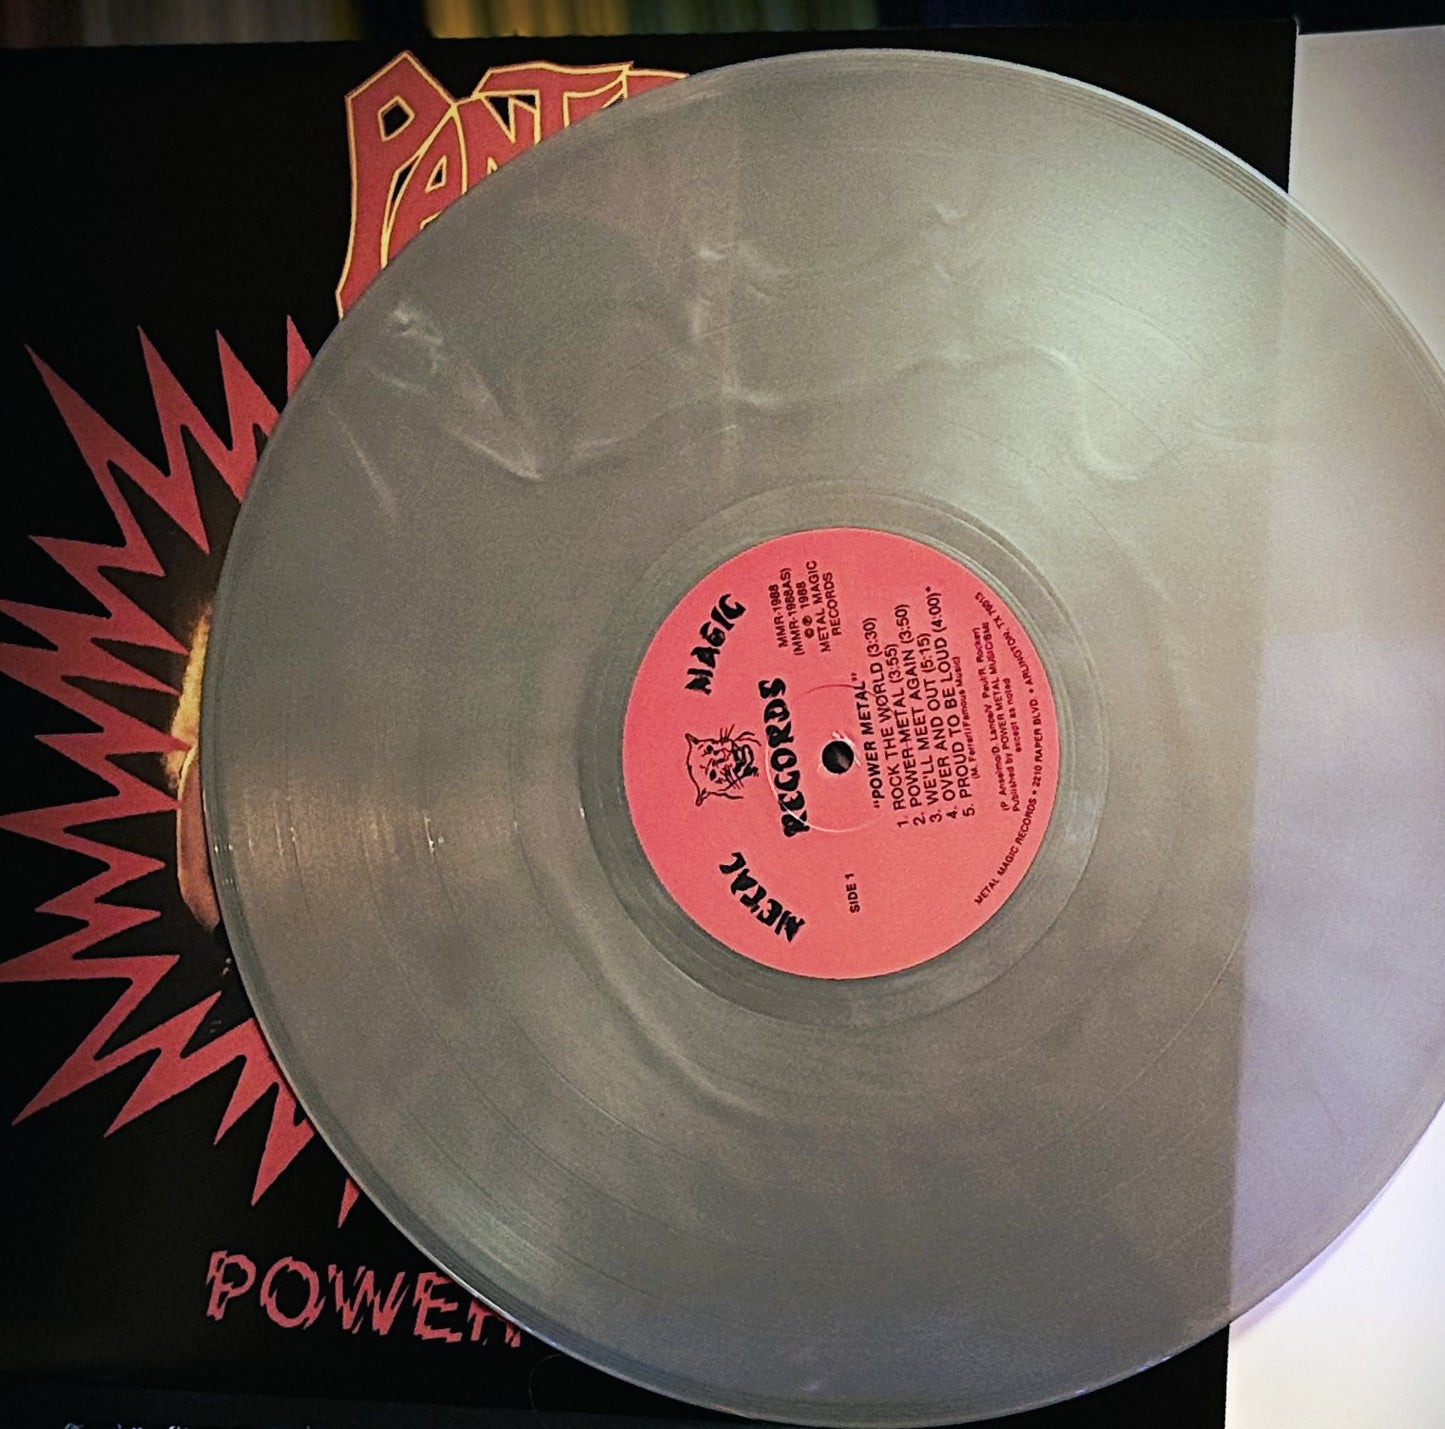 PANT
POWER
METAL MAGIC
RECORDS
MMR-1988
(MMR-1988AS)
© ℗ 1988
METAL MAGIC
RECORDS
SIDE 1
"POWER METAL"
1. ROCK THE WORLD (3:30)
2. POWER METAL (3:55)
3. WE'LL MEET AGAIN (3:50)
4. OVER AND OUT (5:15)
5. PROUD TO BE LOUD (4:00)*
(M. Ferrari/Famous Music)
(P. Anselmo/D. Lance/V. Paul/R. Rocker)
Published by POWER METAL MUSIC/BMI
except as noted
METAL MAGIC RECORDS • 2210 RAPER BLVD. • ARLINGTON, TX 76013